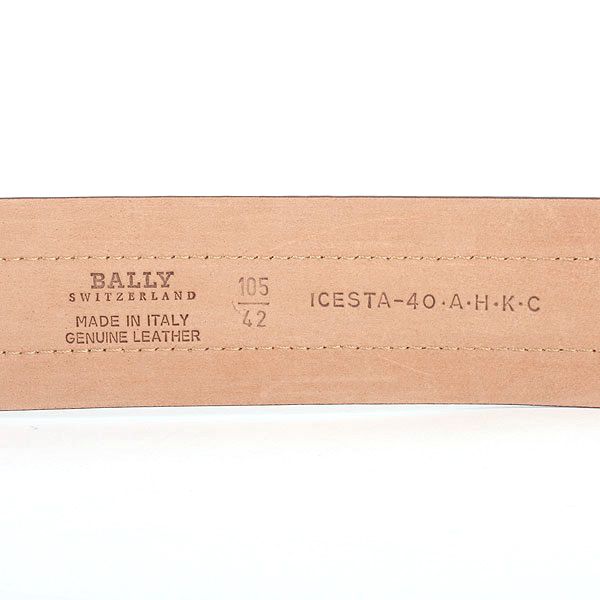 BALLY
SWITZERLAND
MADE IN ITALY
GENUINE LEATHER
105
42
ICESTA-40·A·H·K·C